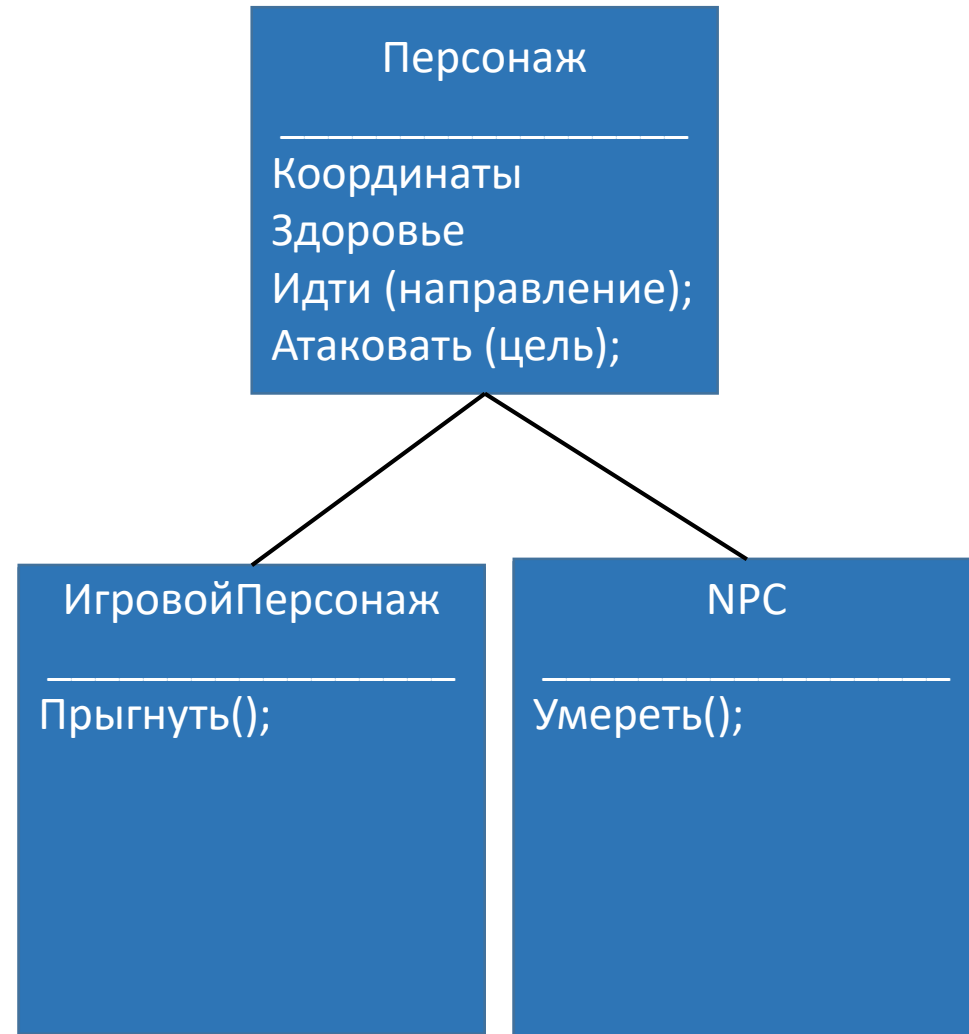 Персонаж
Координаты
Здоровье
Идти (направление);
Атаковать (цель);
ИгровойПерсонаж
Прыгнуть();
NPC
Умереть();